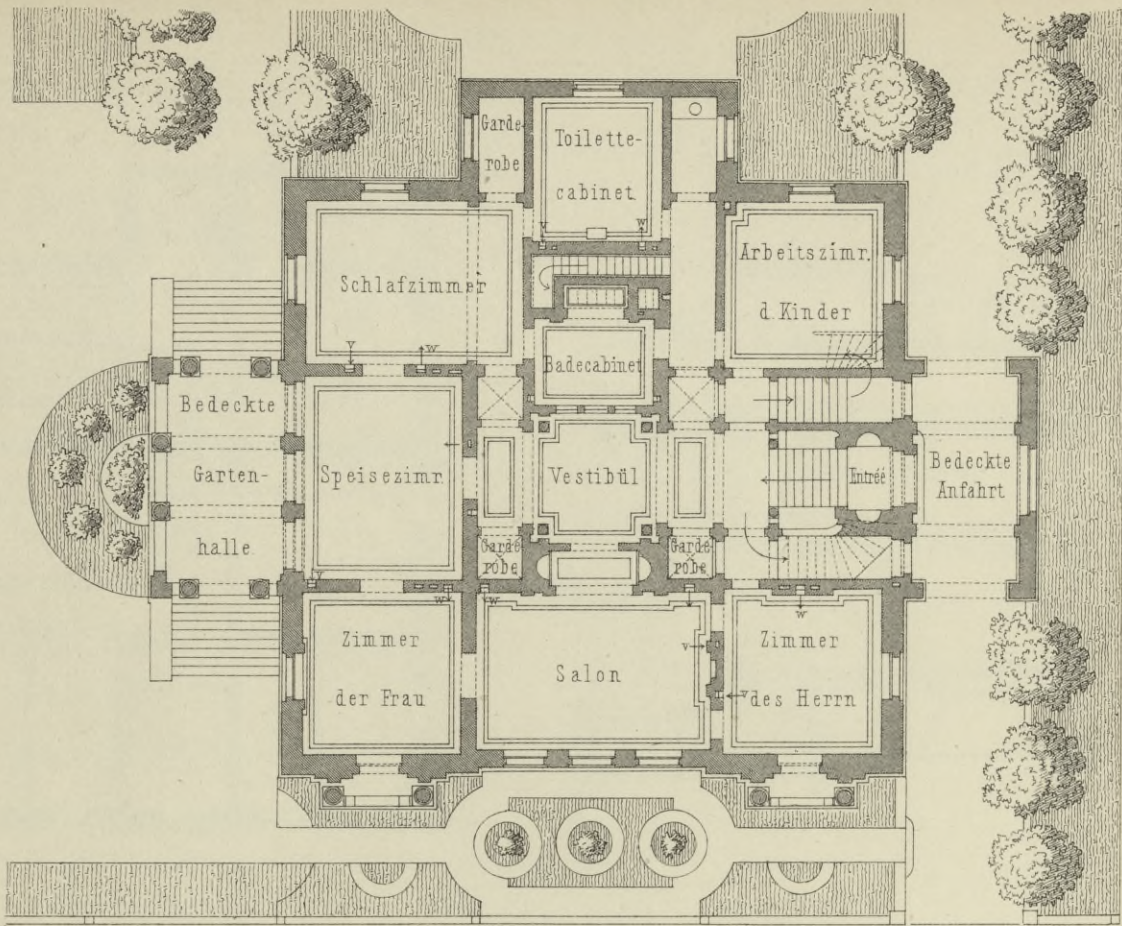 Garde-
robe
Toilette-
cabinet
Schlafzimmer
Arbeitszimr.
d. Kinder
Badecabinet
Bedeckte
Garten-
halle
Speisezimr.
Vestibül
Entréé
Bedeckte
Anfahrt
Garde
robe
Garde
robe
Zimmer
der Frau
Salon
Zimmer
des Herrn
v
w
v
w
v
w
w
w
v
v